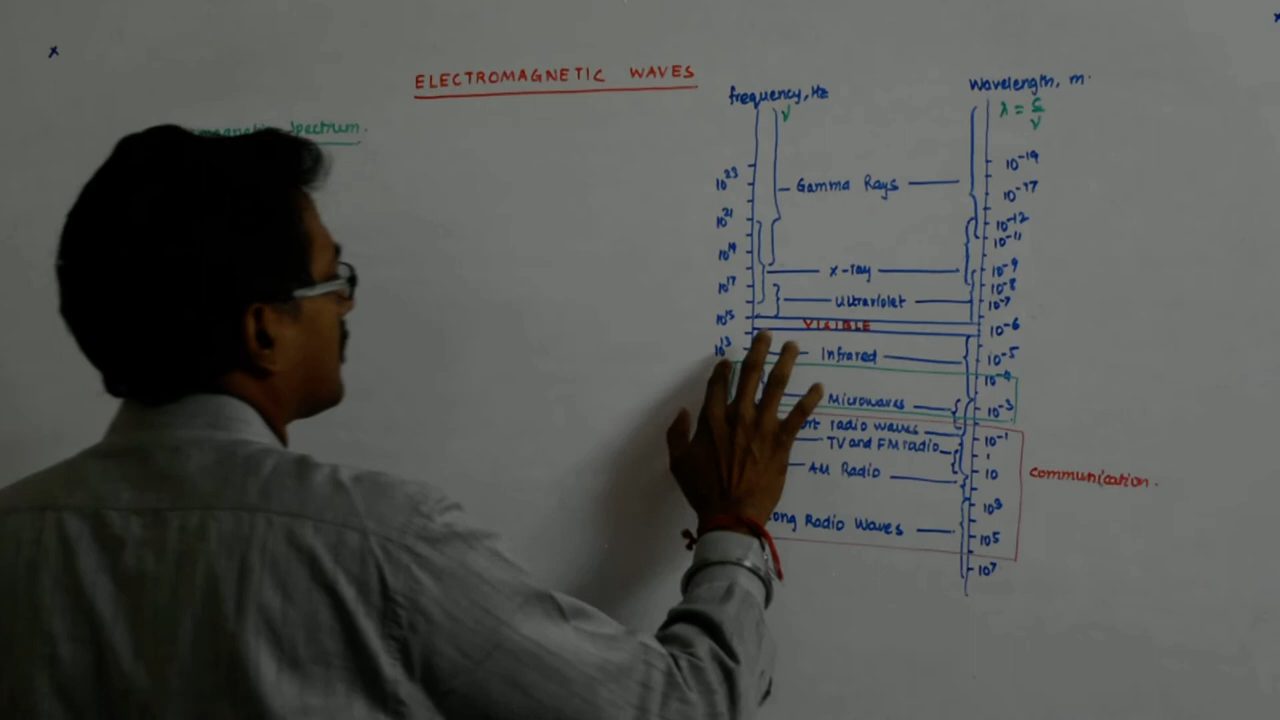 ELECTROMAGNETIC WAVES
Spectrum.
frequency, Hz
ν
Wavelength, m.
λ = c/ν
10²³
10²¹
10¹⁹
10¹⁷
10¹⁵
10¹³
Gamma Rays
X-ray
Ultraviolet
VISIBLE
Infrared
Microwaves
radio waves
TV and FM radio
AM Radio
Radio Waves
10⁻¹⁹
10⁻¹⁷
10⁻¹²
10⁻¹¹
10⁻⁹
10⁻⁸
10⁻⁷
10⁻⁶
10⁻⁵
10⁻⁴
10⁻³
10⁻¹
1
10
10³
10⁵
10⁷
Communication.